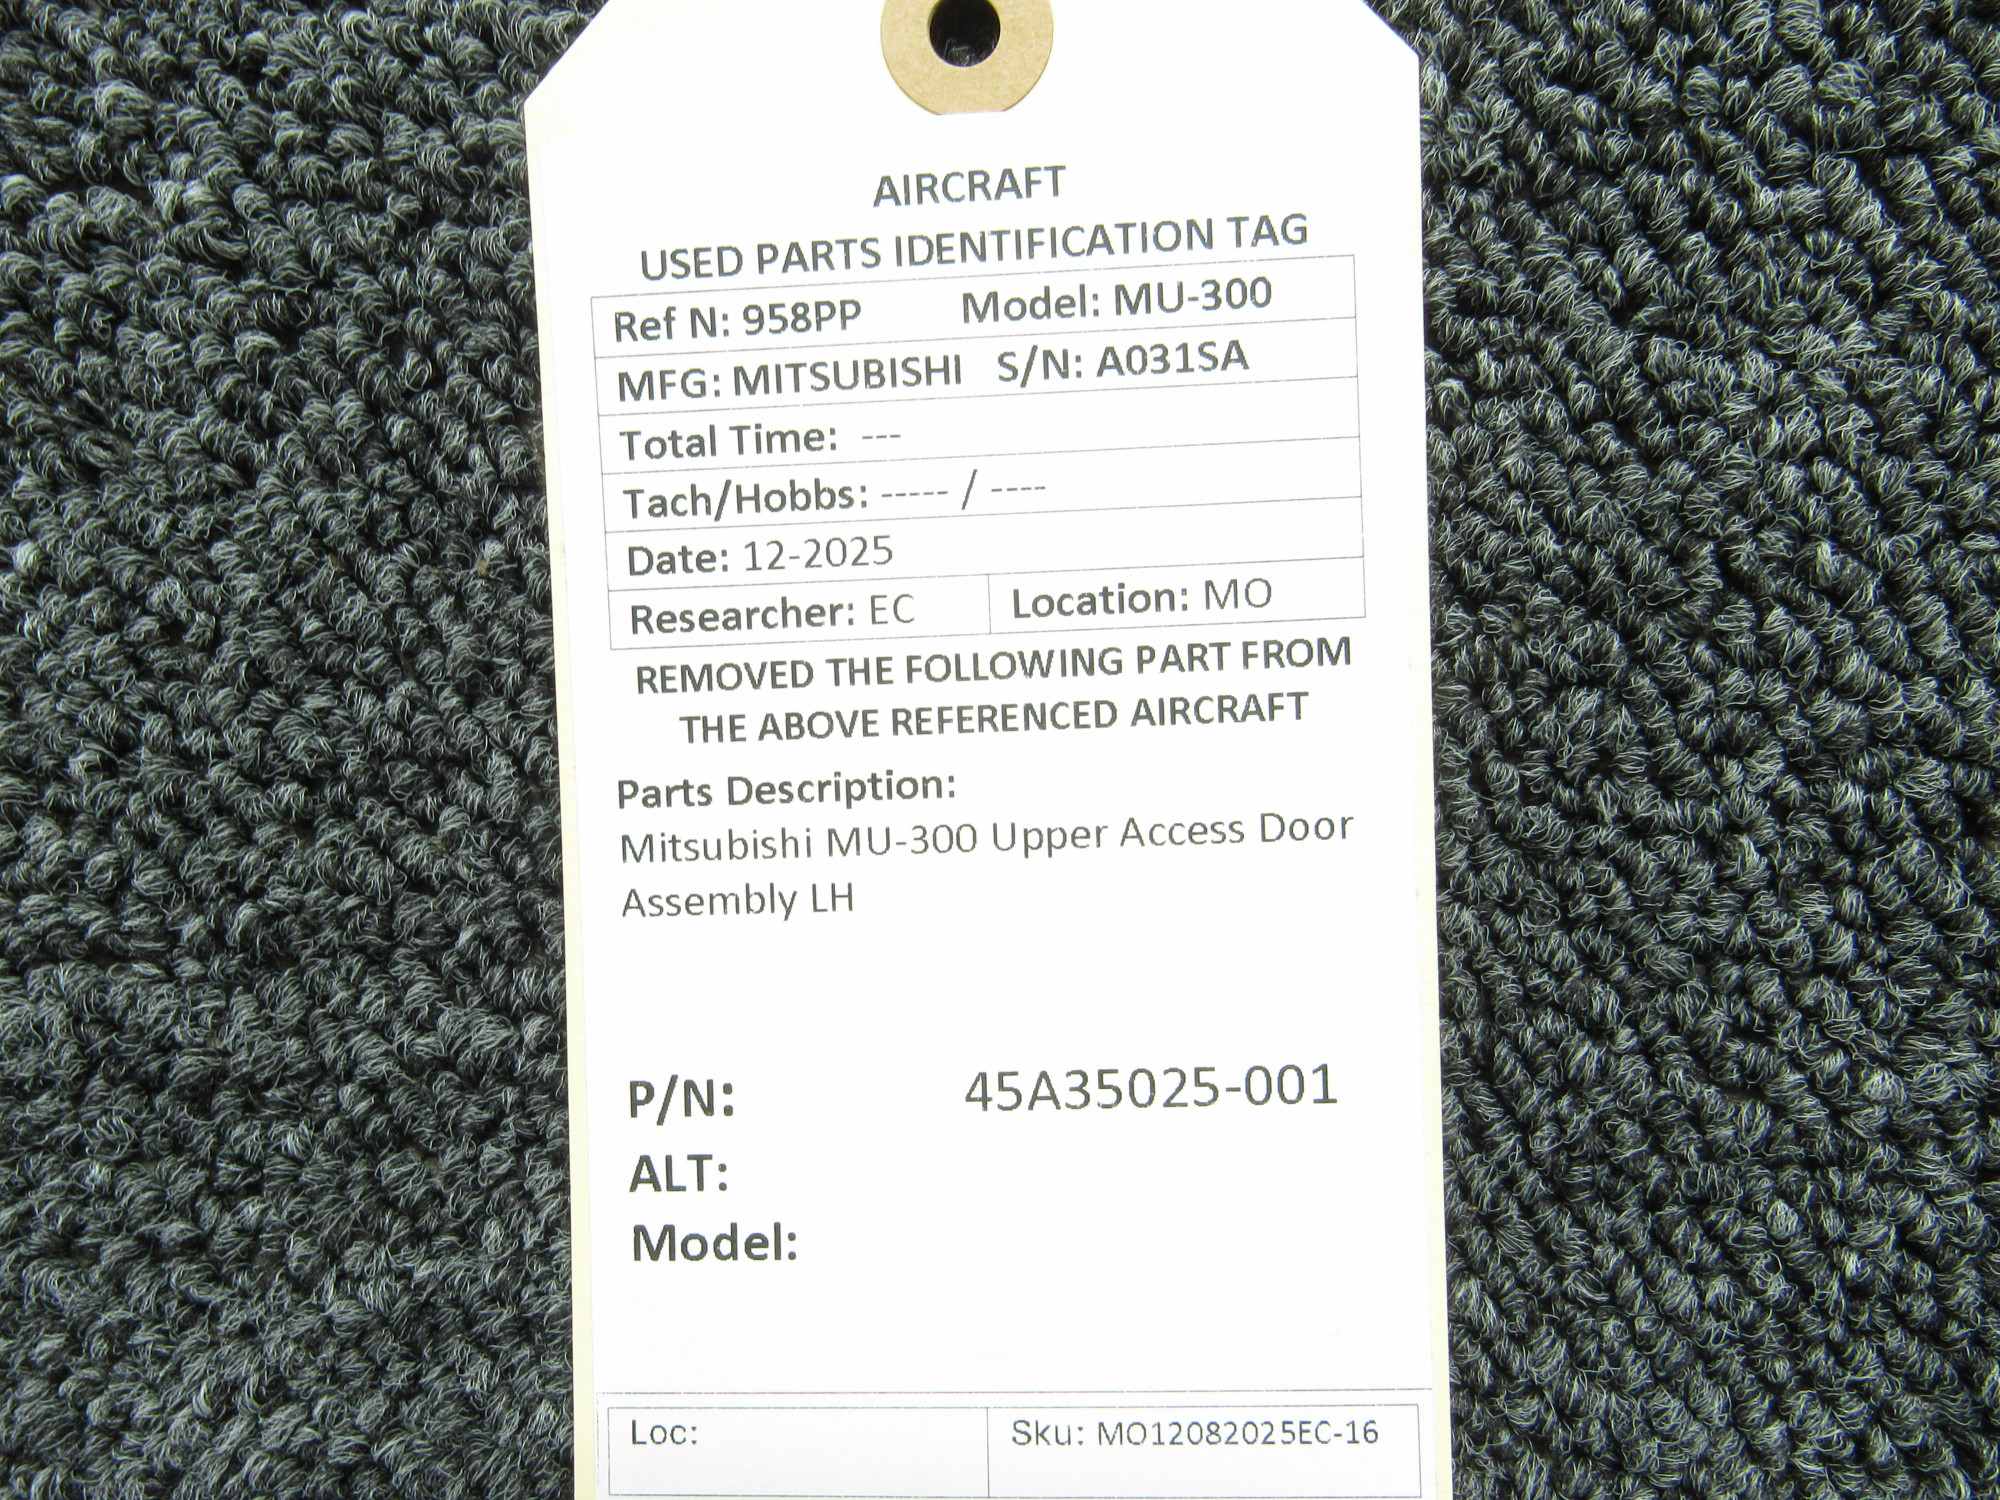 AIRCRAFT
USED PARTS IDENTIFICATION TAG
Ref N: 958PP Model: MU-300
MFG: MITSUBISHI S/N: A031SA
Total Time: ---
Tach/Hobbs: ----- / ----
Date: 12-2025
Researcher: EC Location: MO
REMOVED THE FOLLOWING PART FROM
THE ABOVE REFERENCED AIRCRAFT
Parts Description:
Mitsubishi MU-300 Upper Access Door
Assembly LH
P/N: 45A35025-001
ALT:
Model:
Loc: Sku: MO12082025EC-16